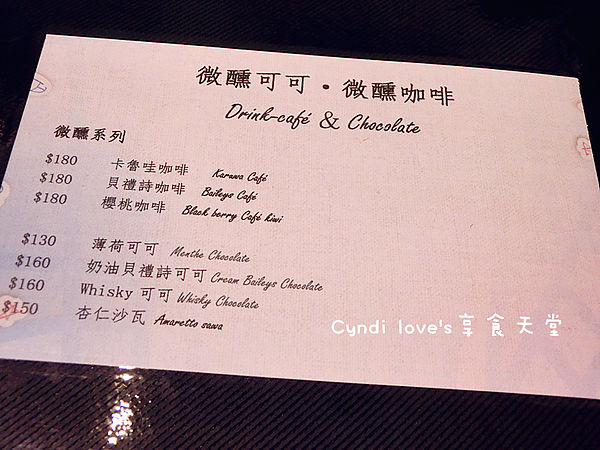 微醺可可・微醺咖啡
Drink-café & Chocolate
微醺系列
$180 卡魯哇咖啡 Karuwa Café
$180 貝禮詩咖啡 Baileys Café
$180 櫻桃咖啡 Black berry Café kiwi
$130 薄荷可可 Menthe Chocolate
$160 奶油貝禮詩可可 Cream Baileys Chocolate
$160 Whisky 可可 Whisky Chocolate
$150 杏仁沙瓦 Amaretto sawa
Cyndi love's享食天堂